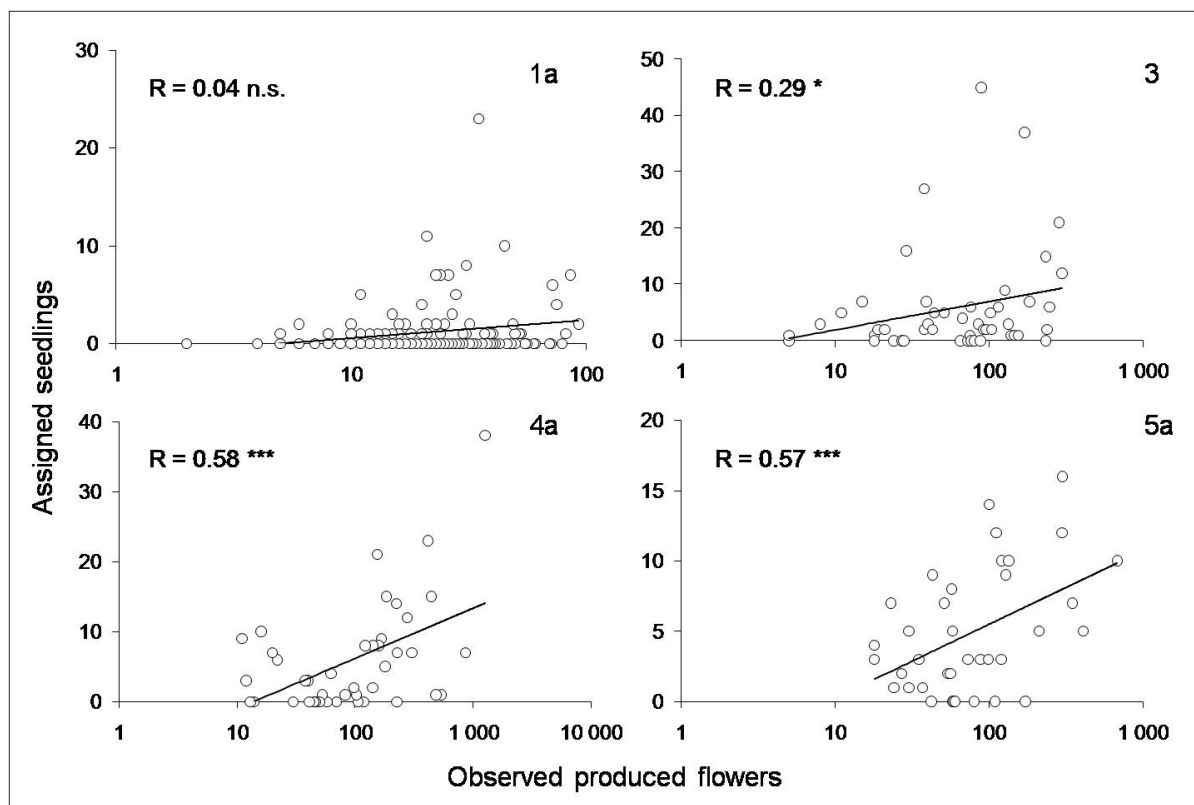 Assigned seedlings
R = 0.04 n.s.
1a
30
20
10
0
1 10 100
R = 0.29 *
3
50
40
30
20
10
0
1 10 100 1 000
R = 0.58 ***
4a
40
30
20
10
0
1 10 100 1 000 10 000
R = 0.57 ***
5a
20
15
10
5
0
1 10 100 1 000
Observed produced flowers